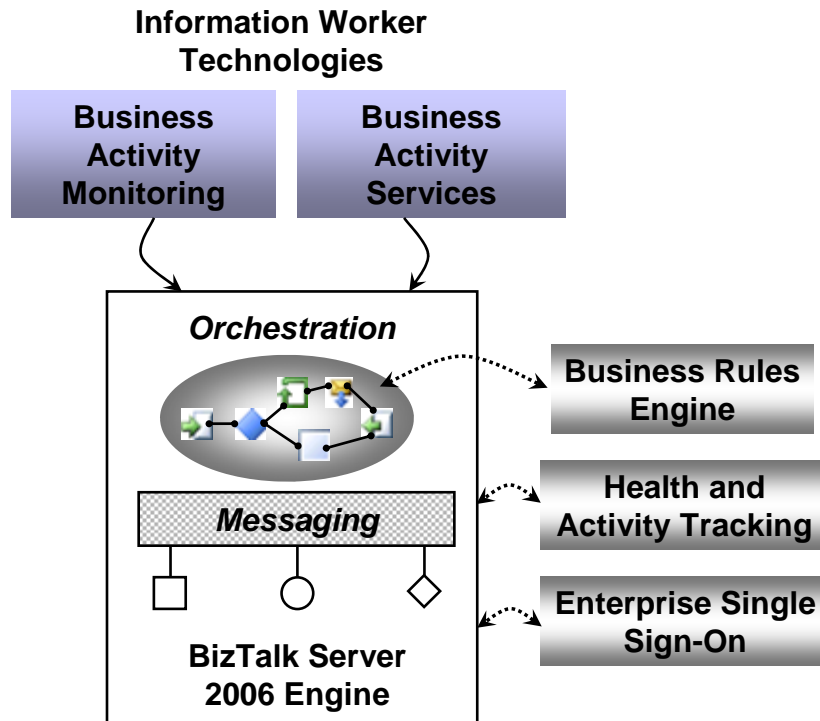 Information Worker
Technologies
Business
Activity
Monitoring
Business
Activity
Services
Orchestration
Business Rules
Engine
Messaging
Health and
Activity Tracking
Enterprise Single
Sign-On
BizTalk Server
2006 Engine